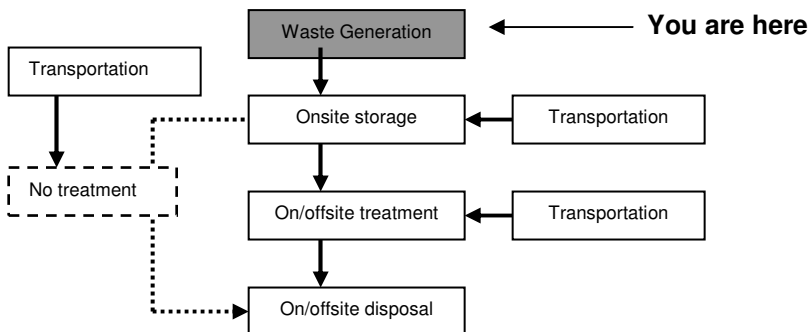 Waste Generation
You are here
Transportation
Onsite storage
Transportation
No treatment
On/offsite treatment
Transportation
On/offsite disposal